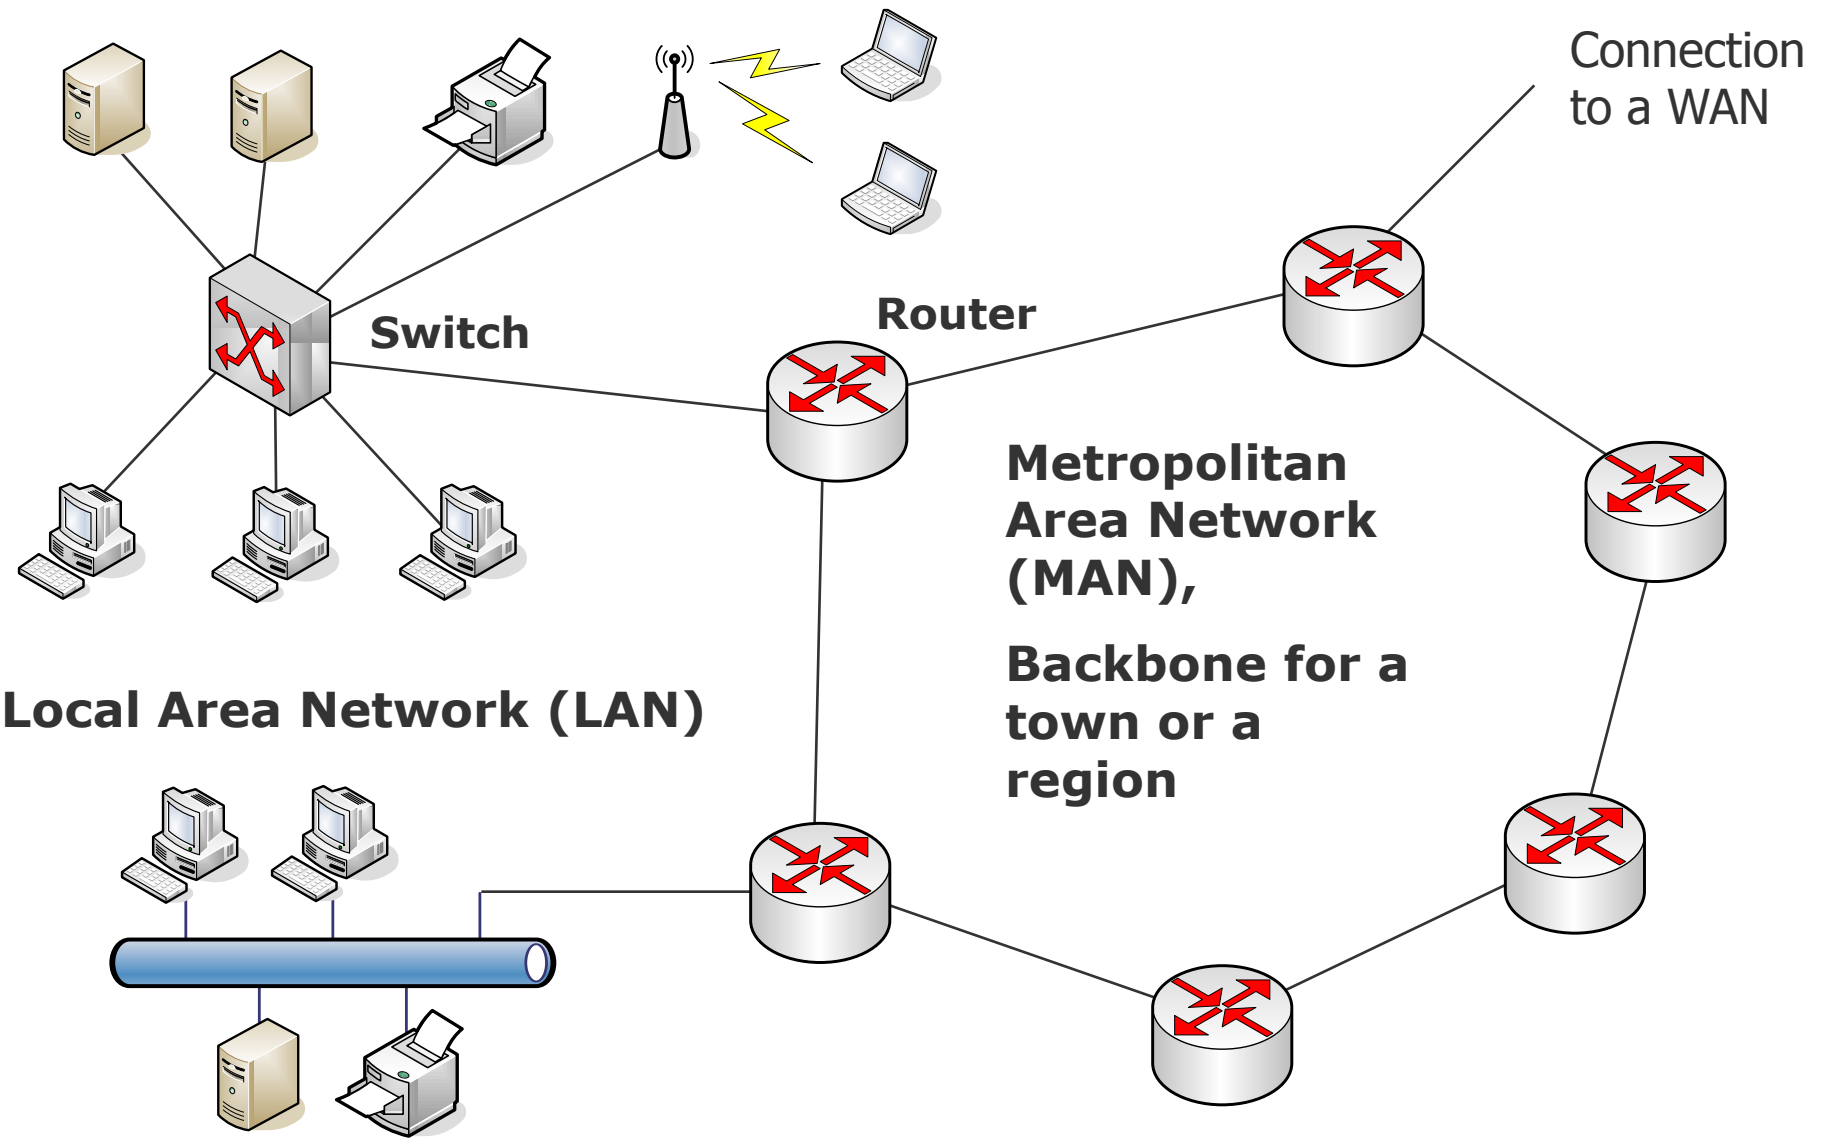 Connection
to a WAN
Switch
Router
Metropolitan
Area Network
(MAN),
Backbone for a
town or a
region
Local Area Network (LAN)